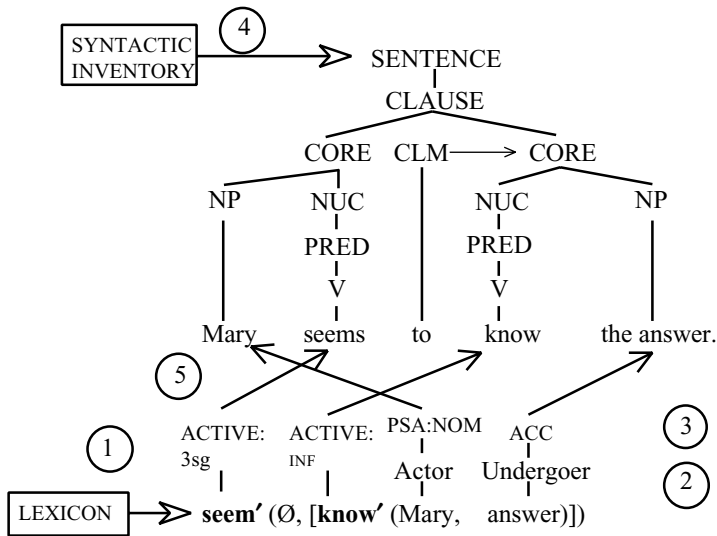 SYNTACTIC
INVENTORY
4
SENTENCE
CLAUSE
CORE CLM CORE
NP NUC NUC NP
PRED PRED
V V
Mary seems to know the answer.
5
1 ACTIVE: ACTIVE: PSA:NOM ACC 3
3sg INF
Actor Undergoer 2
LEXICON seem′ (Ø, [know′ (Mary, answer)])